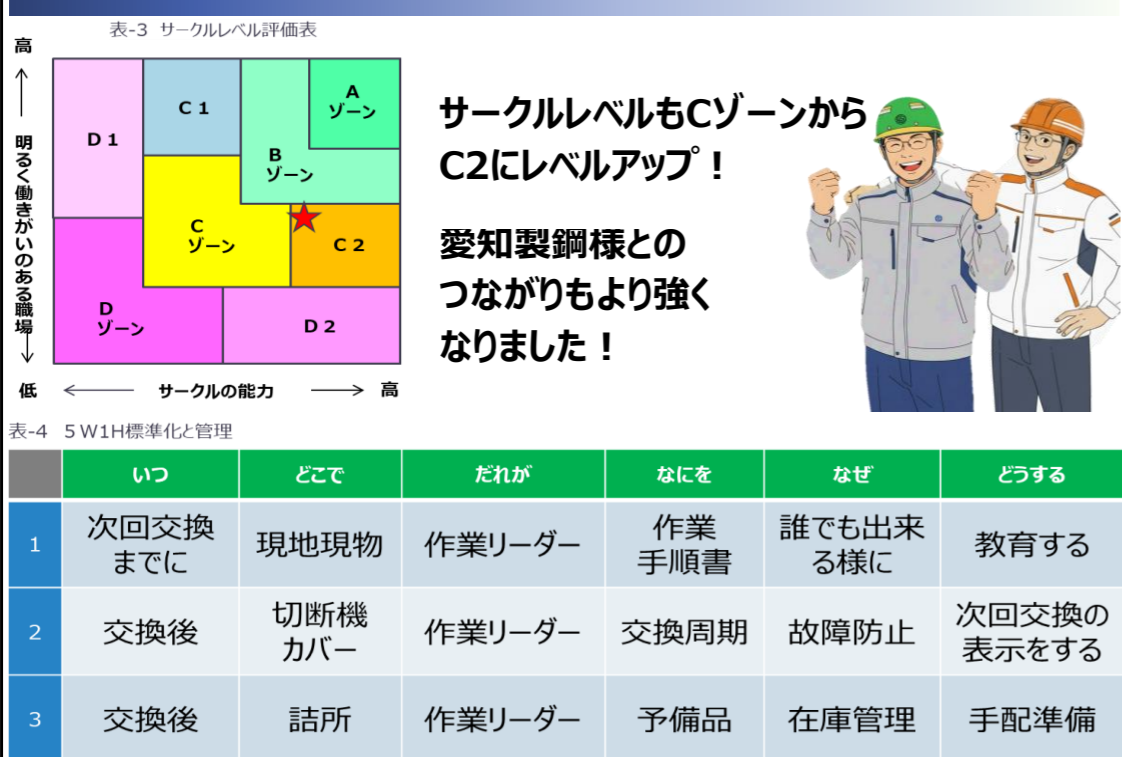 表-3 サークルレベル評価表
高
明るく働きがいのある職場
低
D 1
C 1
A
ゾーン
B
ゾーン
C
ゾーン
C 2
D
ゾーン
D 2
サークルの能力
高
サークルレベルもCゾーンから
C2にレベルアップ！
愛知製鋼様との
つながりもより強く
なりました！
表-4 ５W1H標準化と管理
いつ どこで だれが なにを なぜ どうする
1 次回交換までに 現地現物 作業リーダー 作業手順書 誰でも出来る様に 教育する
2 交換後 切断機カバー 作業リーダー 交換周期 故障防止 次回交換の表示をする
3 交換後 詰所 作業リーダー 予備品 在庫管理 手配準備